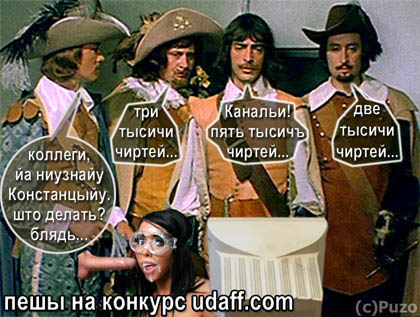 коллеги,
йа ниузнайу
Констанцыйу.
што делать?
блядь...
три
тысичи
чиртей...
Канальи!
пять тысичъ
чиртей...
две
тысичи
чиртей...
пешы на конкурс udaff.com
(c)Puzo